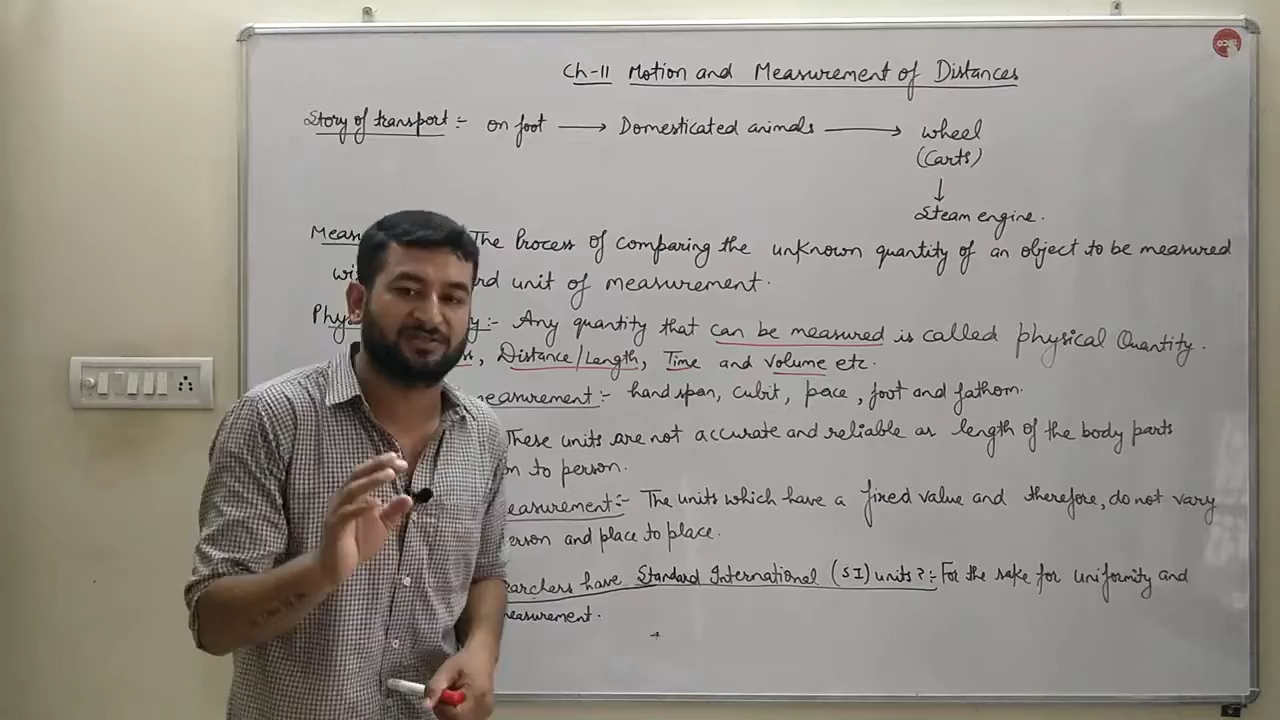 Ch-11 Motion and Measurement of Distances
Story of transport :- on foot → Domesticated animals → wheel
(Carts)
↓
Steam engine.
The Process of comparing the unknown quantity of an object to be measured
unit of measurement.
:- Any quantity that can be measured is called physical Quantity.
, Distance/Length, Time and volume etc.
measurement :- hand span, cubit, pace, foot and fathom.
These units are not accurate and reliable as length of the body parts
to person.
:- The units which have a fixed value and therefore, do not vary
and place to place.
have Standard International (SI) units? :- For the sake for uniformity and
measurement.